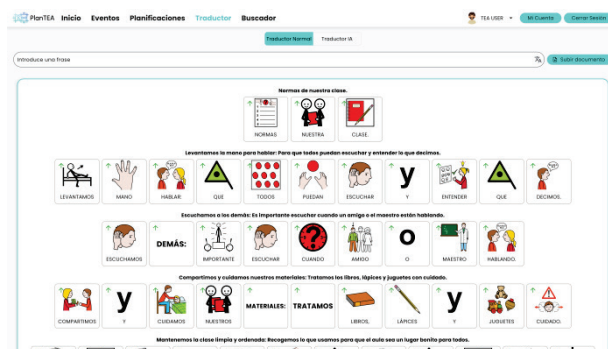 PlanTEA Inicio Eventos Planificaciones Traductor Buscador TEA USER Mi Cuenta Cerrar Sesión
Traductor Normal Traductor IA
Introduce una frase Subir documento
Normas de nuestra clase.
NORMAS NUESTRA CLASE.
Levantamos la mano para hablar: Para que todos puedan escuchar y entender lo que decimos.
LEVANTAMOS MANO HABLAR: QUE TODOS PUEDAN ESCUCHAR Y ENTENDER QUE DECIMOS.
Escuchamos a los demás: Es importante escuchar cuando un amigo o el maestro están hablando.
ESCUCHAMOS DEMÁS: IMPORTANTE ESCUCHAR CUANDO AMIGO O MAESTRO HABLANDO.
Compartimos y cuidamos nuestros materiales: Tratamos los libros, lápices y juguetes con cuidado.
COMPARTIMOS Y CUIDAMOS NUESTROS MATERIALES: TRATAMOS LIBROS, LÁPICES Y JUGUETES CUIDADO.
Mantenemos la clase limpia y ordenada: Recogemos lo que usamos para que el aula sea un lugar bonito para todos.